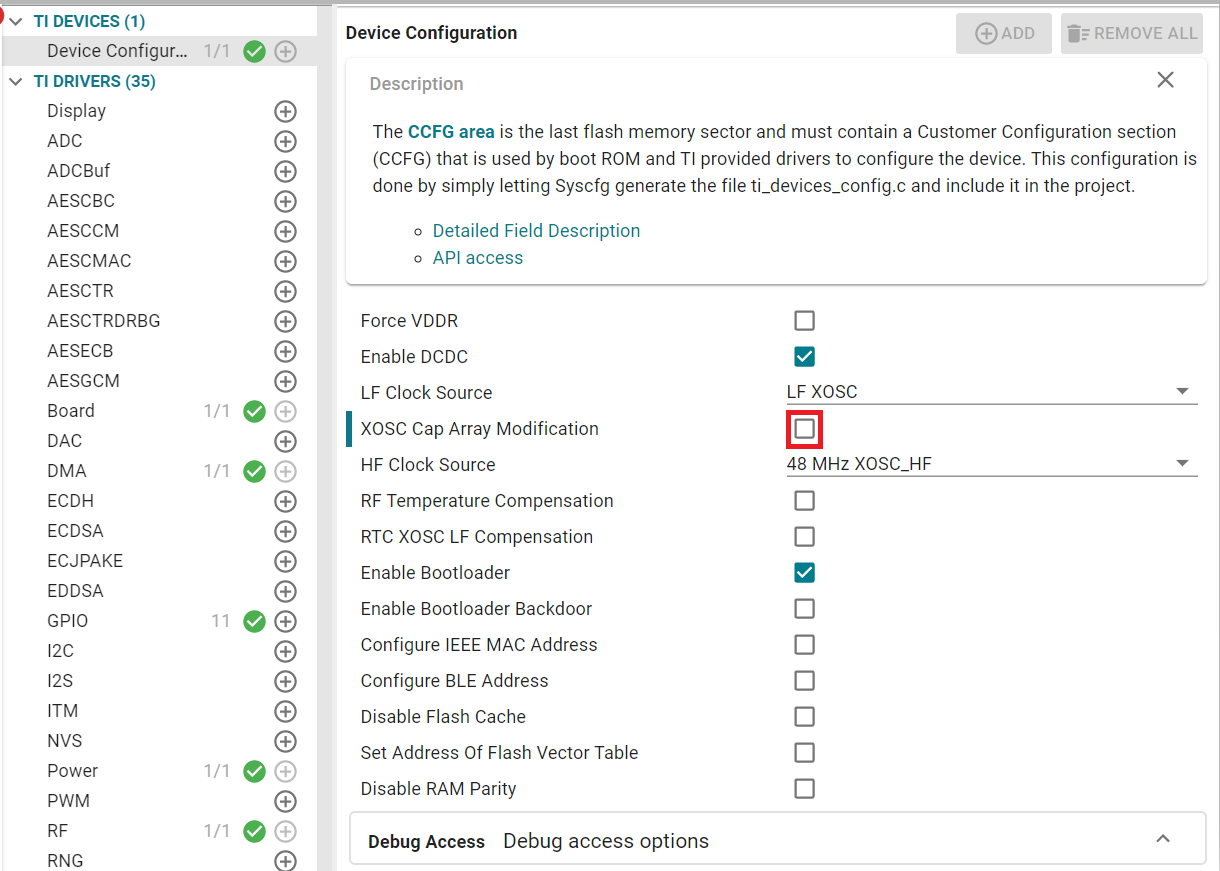 TI DEVICES (1)
Device Configur... 1/1
TI DRIVERS (35)
Display
ADC
ADCBuf
AESCBC
AESCCM
AESCMAC
AESCTR
AESCTRDRBG
AESECB
AESGCM
Board 1/1
DAC
DMA 1/1
ECDH
ECDSA
ECJPAKE
EDDSA
GPIO 11
I2C
I2S
ITM
NVS
Power 1/1
PWM
RF 1/1
RNG
Device Configuration
ADD
REMOVE ALL
Description
The CCFG area is the last flash memory sector and must contain a Customer Configuration section
(CCFG) that is used by boot ROM and TI provided drivers to configure the device. This configuration is
done by simply letting Syscfg generate the file ti_devices_config.c and include it in the project.
Detailed Field Description
API access
Force VDDR
Enable DCDC
LF Clock Source LF XOSC
XOSC Cap Array Modification
HF Clock Source 48 MHz XOSC_HF
RF Temperature Compensation
RTC XOSC LF Compensation
Enable Bootloader
Enable Bootloader Backdoor
Configure IEEE MAC Address
Configure BLE Address
Disable Flash Cache
Set Address Of Flash Vector Table
Disable RAM Parity
Debug Access Debug access options